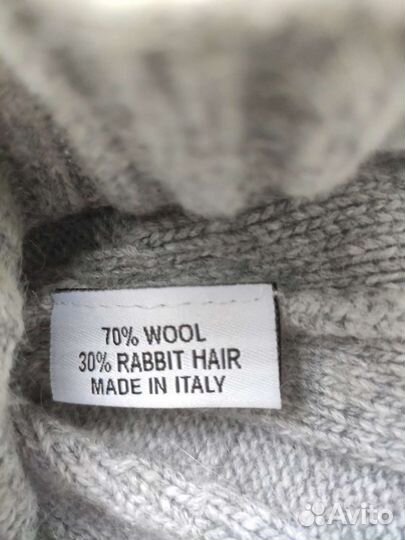 70% WOOL
30% RABBIT HAIR
MADE IN ITALY
Avito